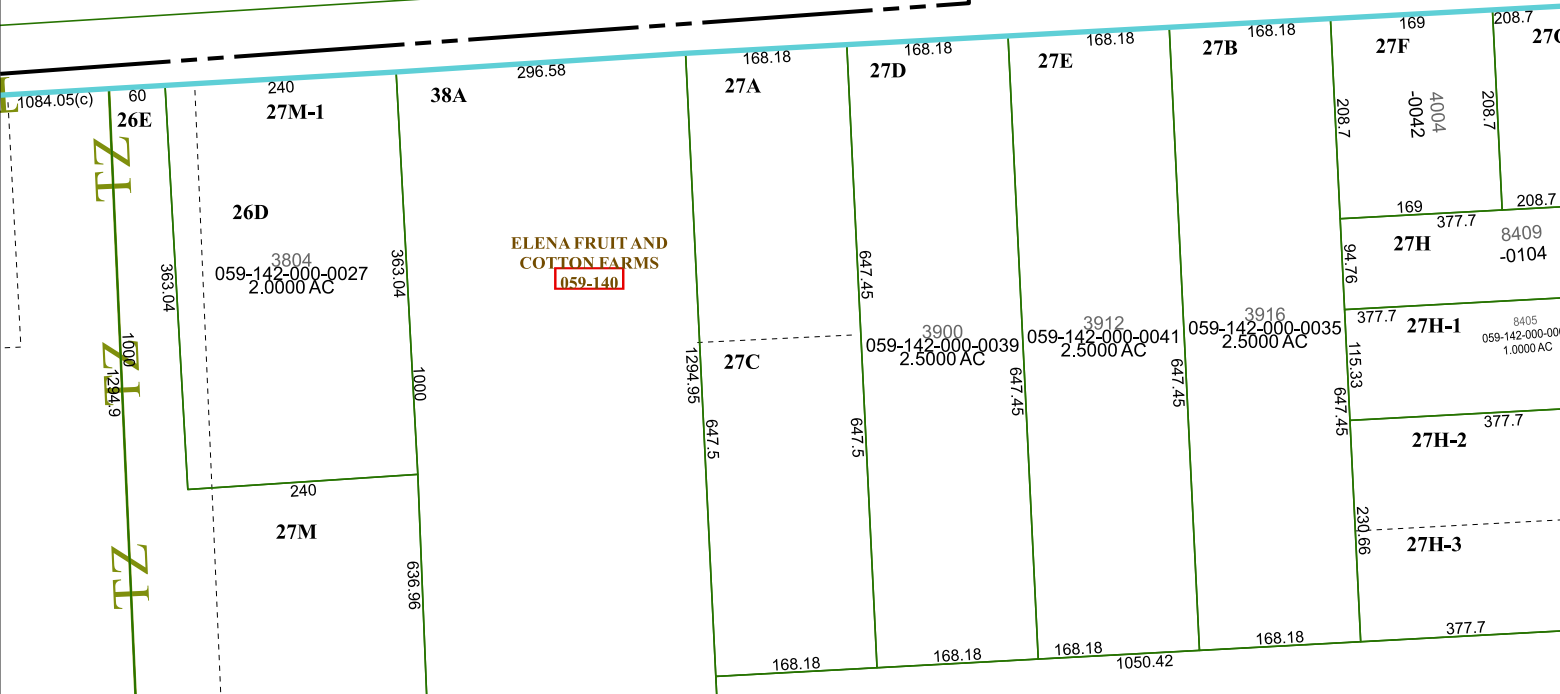 169
208.7
168.18
168.18
168.18
168.18
296.58
240
60
1084.05(c)
27F
27B
27E
27D
27A
38A
27M-1
26E
ZT
208.7
4004
-0042
208.7
26D
3804
059-142-000-0027
2.0000 AC
363.04
363.04
ELENA FRUIT AND
COTTON FARMS
059-140
647.45
169
208.7
377.7
27H
8409
-0104
94.76
377.7
27H-1
8405
1.0000 AC
3900
059-142-000-0039
2.5000 AC
3912
059-142-000-0041
2.5000 AC
3916
059-142-000-0035
2.5000 AC
27C
ZT
1000
1294.9
1000
1294.95
647.5
647.5
647.45
647.45
647.45
115.33
377.7
27H-2
240
27M
230.66
27H-3
ZT
636.96
377.7
168.18
168.18
168.18
168.18
1050.42